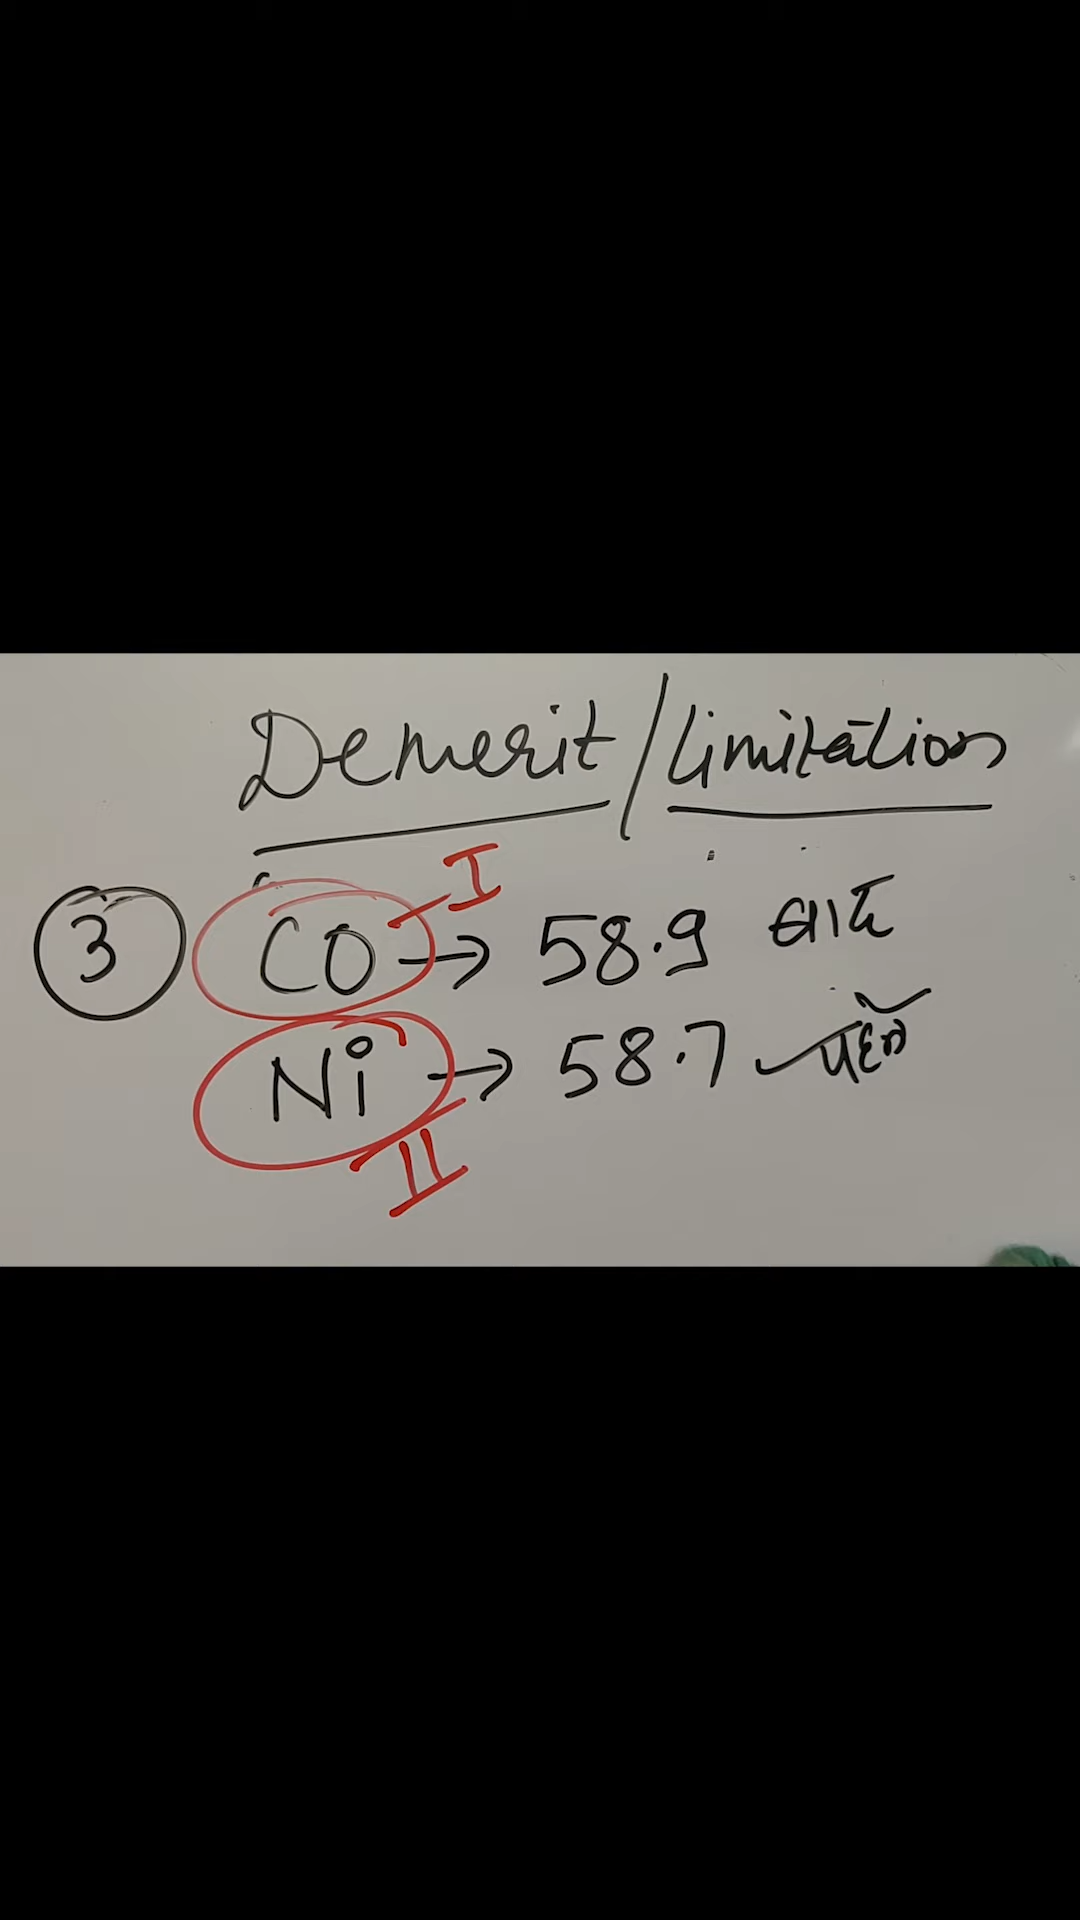 Demerit / Limitation
3 CO - I → 58.9 बाद
Ni → 58.7 पहले
II